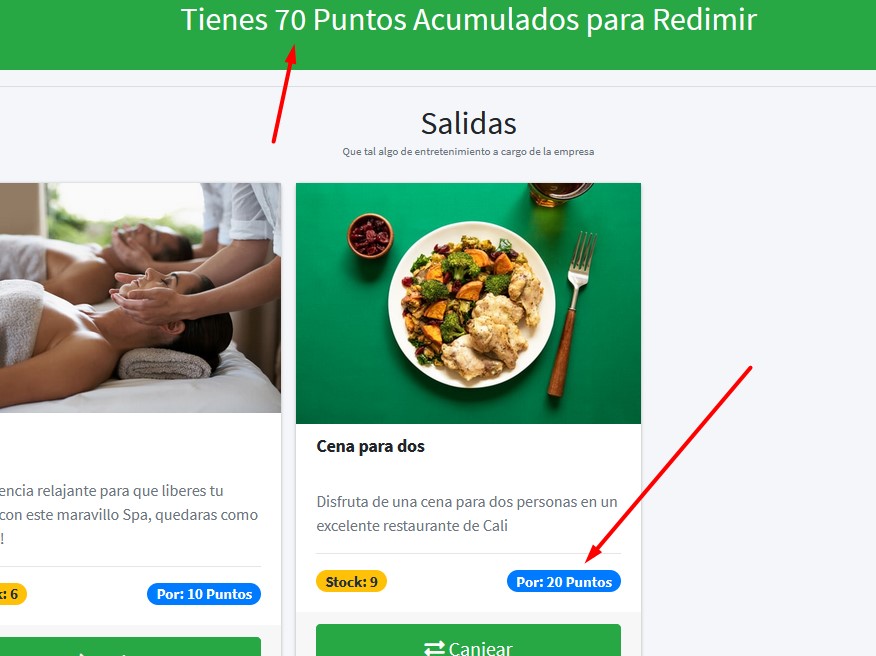 Tienes 70 Puntos Acumulados para Redimir
Salidas
Que tal algo de entretenimiento a cargo de la empresa
encia relajante para que liberes tu
con este maravillo Spa, quedaras como
!
k: 6
Por: 10 Puntos
Cena para dos
Disfruta de una cena para dos personas en un
excelente restaurante de Cali
Stock: 9
Por: 20 Puntos
Canjear